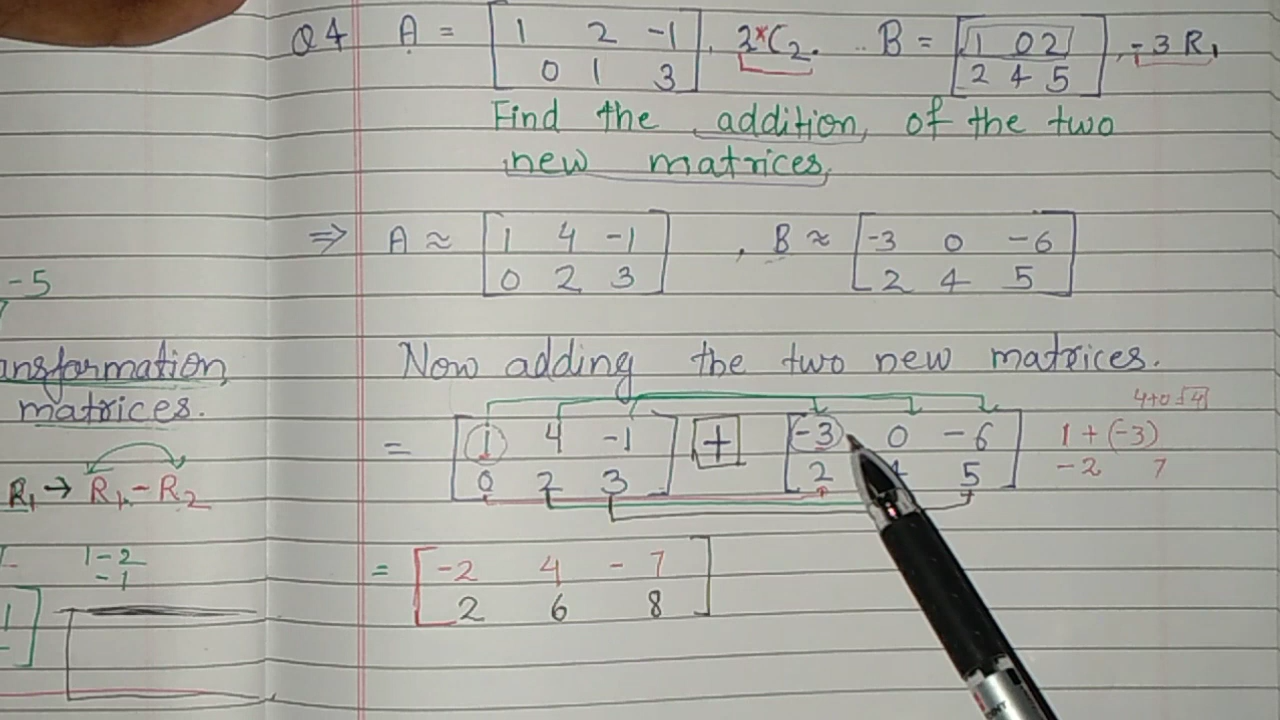 Q4 A = [ 1 2 -1 , 2*C2. B = [ 1 0 2 , -3 R1
0 1 3 ] 2 4 5 ]
Find the addition, of the two
new matrices,
⇒ A ≈ [ 1 4 -1 , B ≈ [ -3 0 -6
0 2 3 ] 2 4 5 ]
-5
Now adding the two new matrices.
ansformation
matrices.
4+0=4
= [ 1 4 -1 + [ -3 0 -6 1 + (-3)
0 2 3 ] 2 4 5 ] -2 7
R1 → R1 - R2
= [ -2 4 -7
2 6 8 ]
1-2
-1